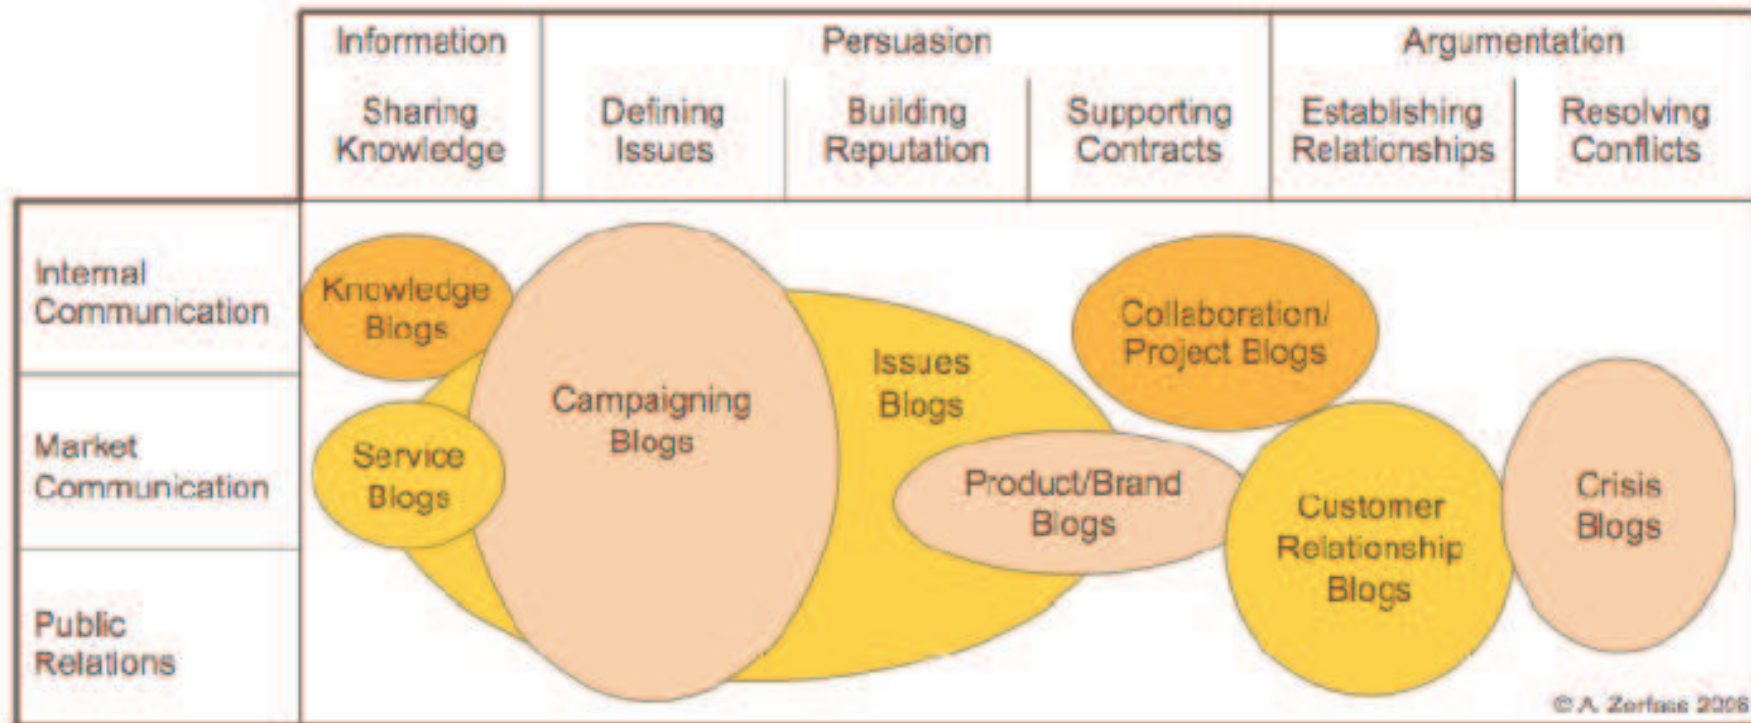 Information
Persuasion
Argumentation
Sharing
Knowledge
Defining
Issues
Building
Reputation
Supporting
Contracts
Establishing
Relationships
Resolving
Conflicts
Internal
Communication
Market
Communication
Public
Relations
Knowledge
Blogs
Service
Blogs
Campaigning
Blogs
Issues
Blogs
Collaboration/
Project Blogs
Product/Brand
Blogs
Customer
Relationship
Blogs
Crisis
Blogs
© A.